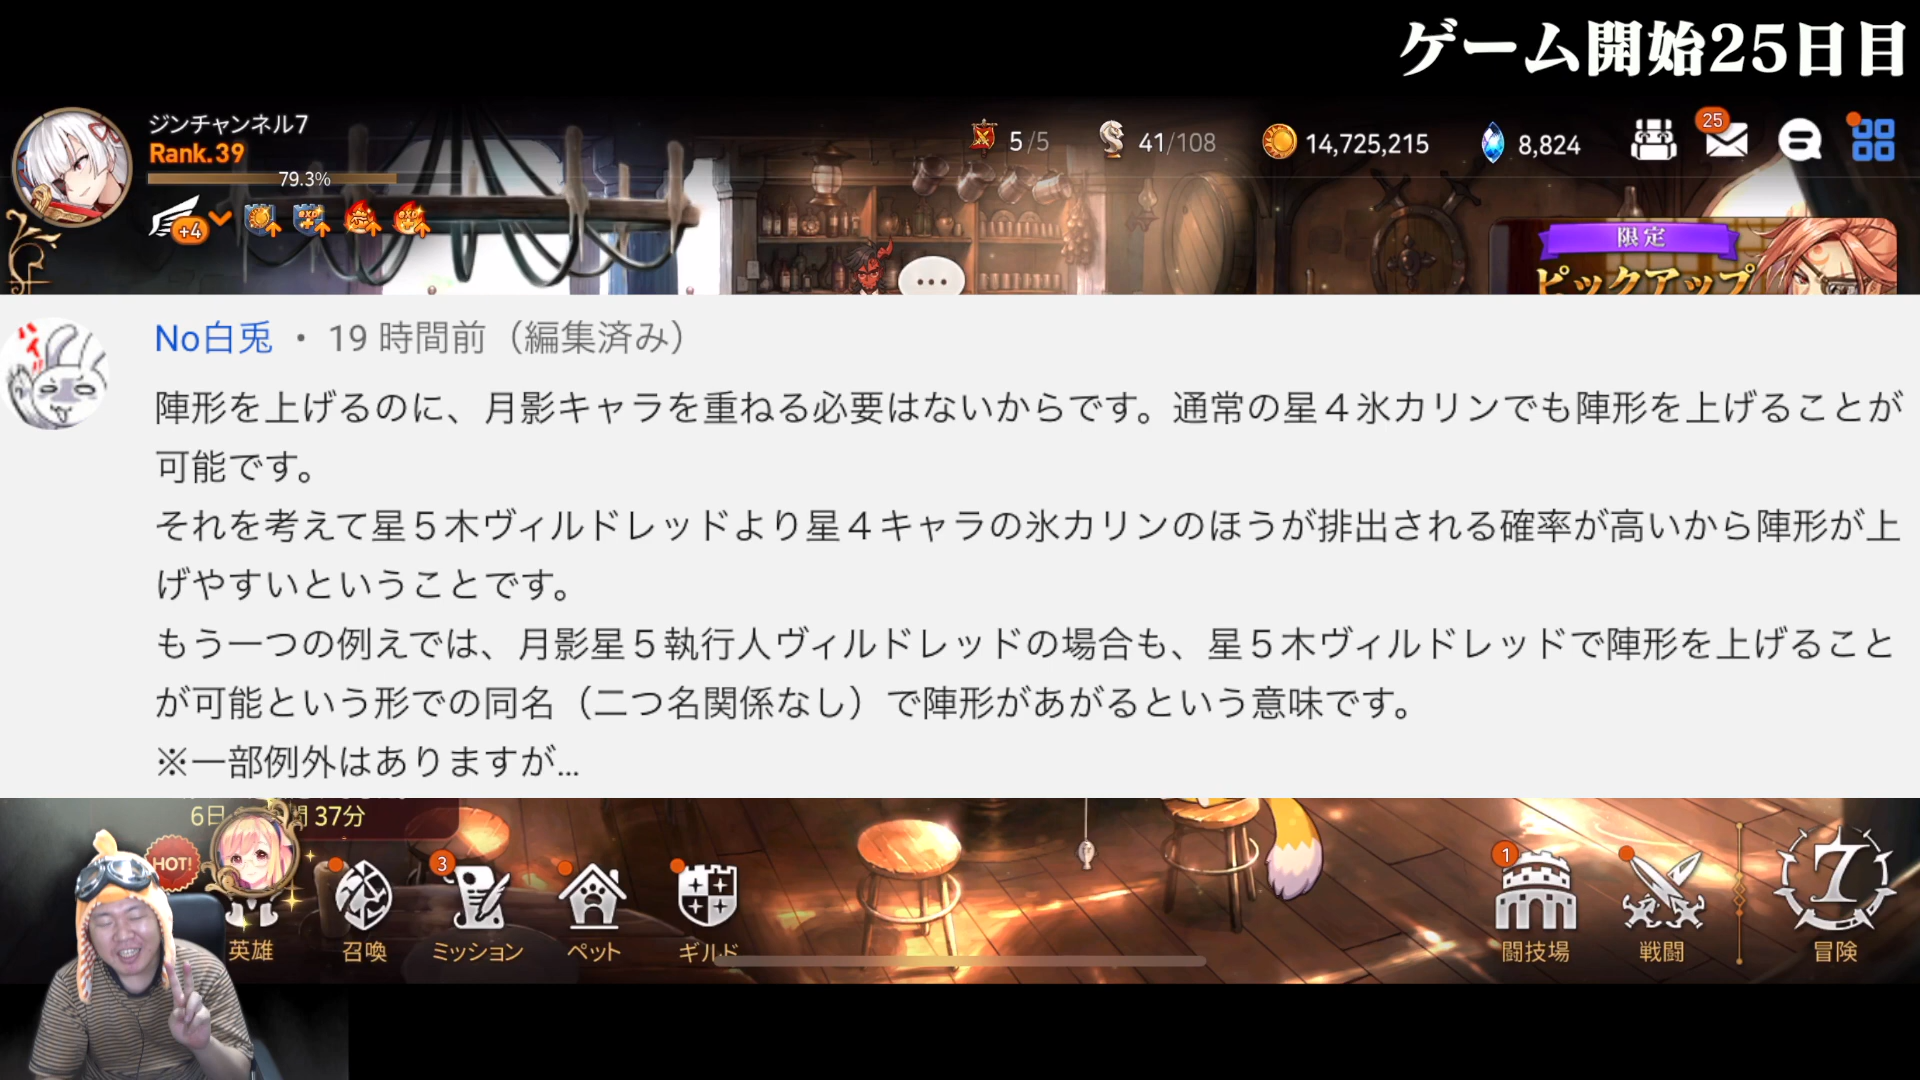 ゲーム開始25日目
ジンチャンネル7
Rank.39
79.3%
+4
5/5
41/108
14,725,215
8,824
25
限定
ピックアップ
No白兎 • 19 時間前（編集済み）
陣形を上げるのに、月影キャラを重ねる必要はないからです。通常の星４氷カリンでも陣形を上げることが
可能です。
それを考えて星５木ヴィルドレッドより星４キャラの氷カリンのほうが排出される確率が高いから陣形が上
げやすいということです。
もう一つの例えでは、月影星５執行人ヴィルドレッドの場合も、星５木ヴィルドレッドで陣形を上げること
が可能という形での同名（二つ名関係なし）で陣形があがるという意味です。
※一部例外はありますが...
ハイ!!
6日
37分
HOT!
3
1
英雄
召喚
ミッション
ペット
ギルド
闘技場
戦闘
7
冒険